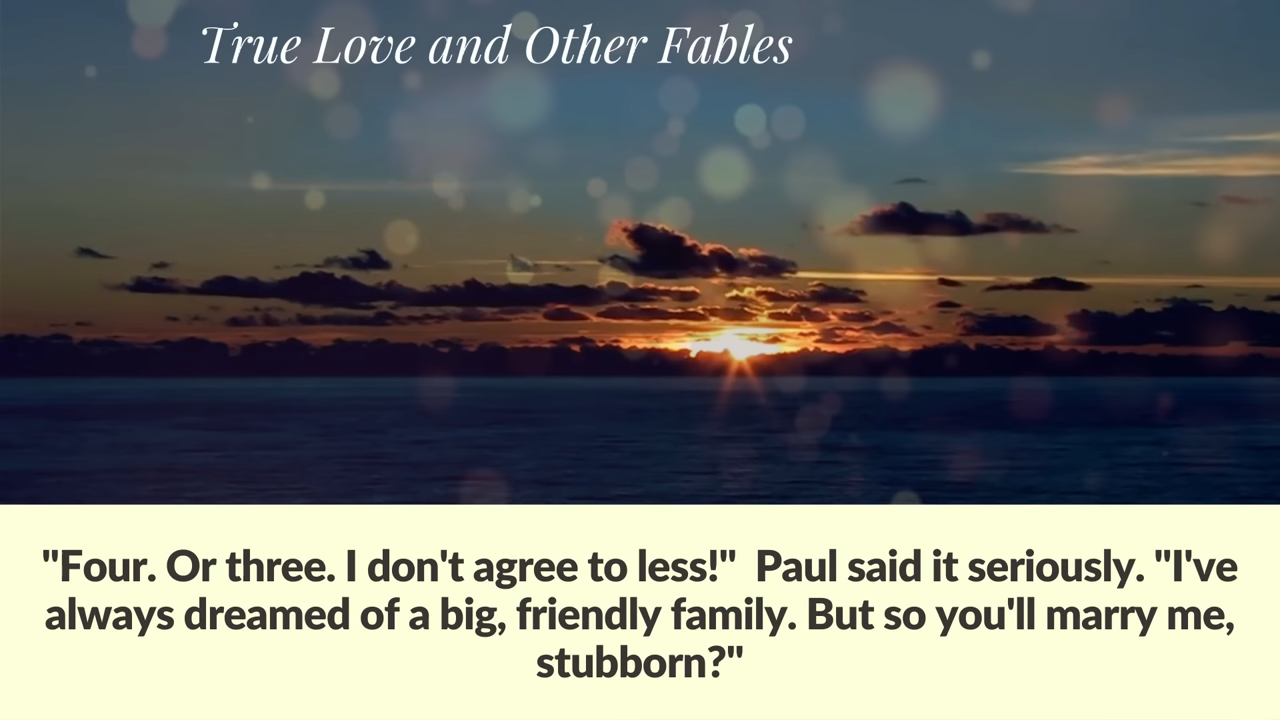 True Love and Other Fables
"Four. Or three. I don't agree to less!"  Paul said it seriously. "I've
always dreamed of a big, friendly family. But so you'll marry me,
stubborn?"